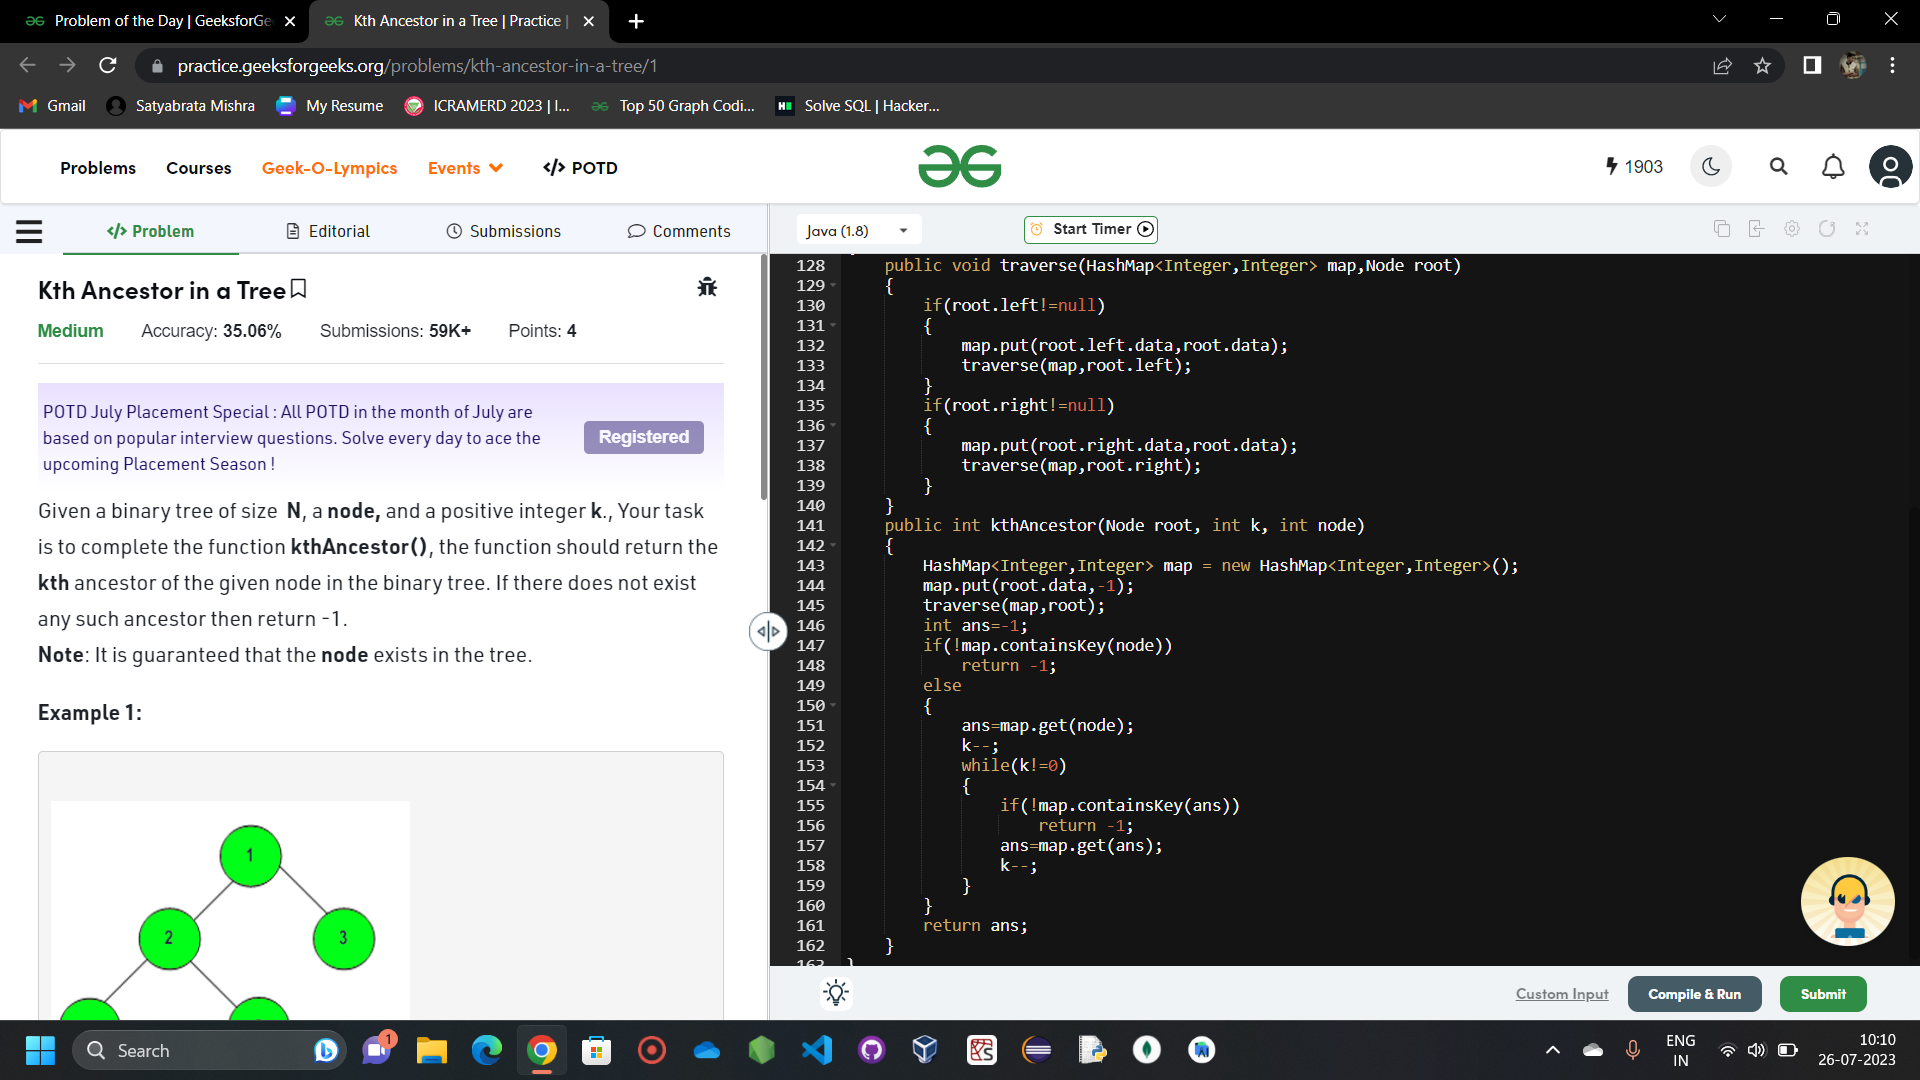 Problem of the Day | GeeksforGe
Kth Ancestor in a Tree | Practice |
practice.geeksforgeeks.org/problems/kth-ancestor-in-a-tree/1
Gmail
Satyabrata Mishra
My Resume
ICRAMERD 2023 | I...
Top 50 Graph Codi...
Solve SQL | Hacker...
Problems
Courses
Geek-O-Lympics
Events
</> POTD
1903
</> Problem
Editorial
Submissions
Comments
Java (1.8)
Start Timer
Kth Ancestor in a Tree
Medium Accuracy: 35.06% Submissions: 59K+ Points: 4
POTD July Placement Special : All POTD in the month of July are
based on popular interview questions. Solve every day to ace the
upcoming Placement Season !
Registered
Given a binary tree of size N, a node, and a positive integer k., Your task
is to complete the function kthAncestor(), the function should return the
kth ancestor of the given node in the binary tree. If there does not exist
any such ancestor then return -1.
Note: It is guaranteed that the node exists in the tree.
Example 1:
1
2
3
128 public void traverse(HashMap<Integer,Integer> map,Node root)
129 {
130 if(root.left!=null)
131 {
132 map.put(root.left.data,root.data);
133 traverse(map,root.left);
134 }
135 if(root.right!=null)
136 {
137 map.put(root.right.data,root.data);
138 traverse(map,root.right);
139 }
140 }
141 public int kthAncestor(Node root, int k, int node)
142 {
143 HashMap<Integer,Integer> map = new HashMap<Integer,Integer>();
144 map.put(root.data,-1);
145 traverse(map,root);
146 int ans=-1;
147 if(!map.containsKey(node))
148 return -1;
149 else
150 {
151 ans=map.get(node);
152 k--;
153 while(k!=0)
154 {
155 if(!map.containsKey(ans))
156 return -1;
157 ans=map.get(ans);
158 k--;
159 }
160 }
161 return ans;
162 }
163 }
Custom Input
Compile & Run
Submit
Search
1
ENG
IN
10:10
26-07-2023